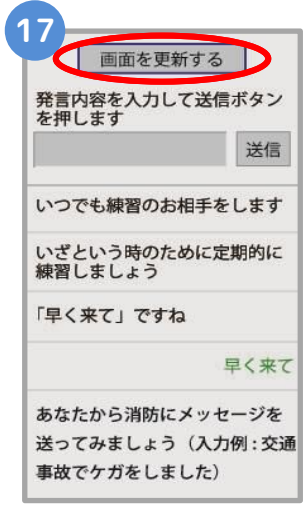 17
画面を更新する
発言内容を入力して送信ボタン
を押します
送信
いつでも練習のお相手をします
いざという時のために定期的に
練習しましょう
「早く来て」ですね
早く来て
あなたから消防にメッセージを
送ってみましょう（入力例：交通
事故でケガをしました）